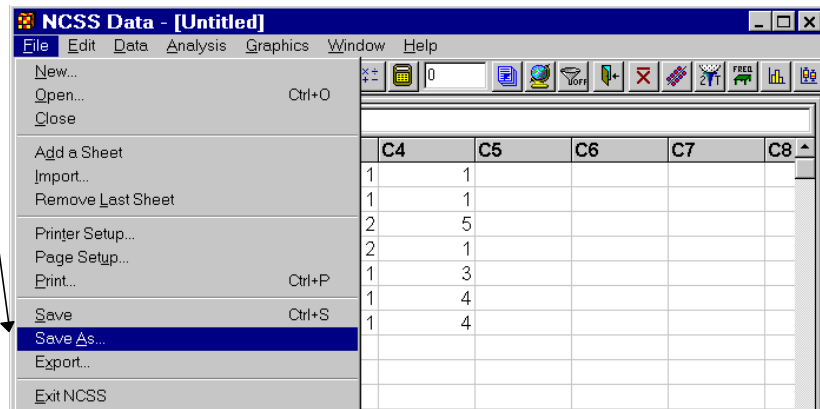 NCSS Data - [Untitled]
File Edit Data Analysis Graphics Window Help
New...
Open... Ctrl+O
Close
Add a Sheet
Import...
Remove Last Sheet
Printer Setup...
Page Setup...
Print... Ctrl+P
Save Ctrl+S
Save As...
Export...
Exit NCSS
0
OFF
FREQ
C4 C5 C6 C7 C8
1 1
1 1
2 5
2 1
1 3
1 4
1 4